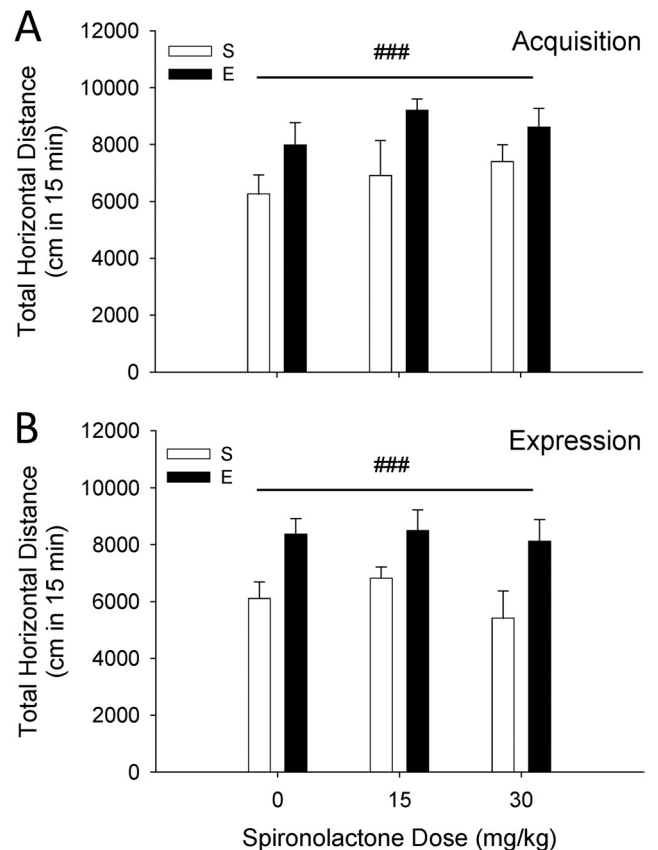 A
Acquisition
S
E
###
12000
10000
8000
6000
4000
2000
0
Total Horizontal Distance
(cm in 15 min)
B
Expression
S
E
###
12000
10000
8000
6000
4000
2000
0
Total Horizontal Distance
(cm in 15 min)
0 15 30
Spironolactone Dose (mg/kg)